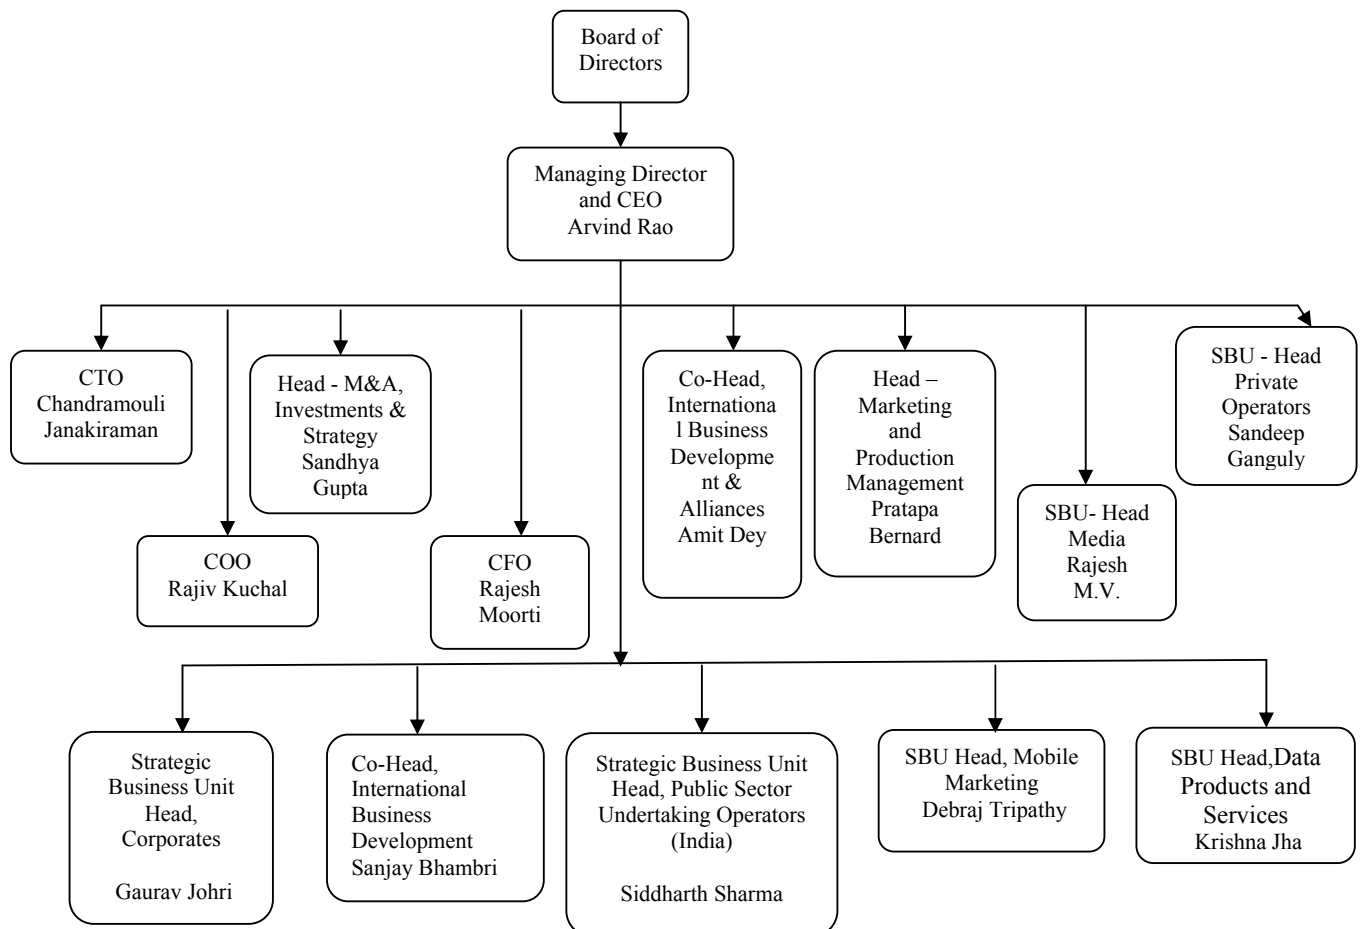 Board of
Directors
Managing Director
and CEO
Arvind Rao
CTO
Chandramouli
Janakiraman
Head - M&A,
Investments &
Strategy
Sandhya
Gupta
Co-Head,
Internationa
l Business
Developme
nt &
Alliances
Amit Dey
Head –
Marketing
and
Production
Management
Pratapa
Bernard
SBU - Head
Private
Operators
Sandeep
Ganguly
COO
Rajiv Kuchal
CFO
Rajesh
Moorti
SBU- Head
Media
Rajesh
M.V.
Strategic
Business Unit
Head,
Corporates
Gaurav Johri
Co-Head,
International
Business
Development
Sanjay Bhambri
Strategic Business Unit
Head, Public Sector
Undertaking Operators
(India)
Siddharth Sharma
SBU Head, Mobile
Marketing
Debraj Tripathy
SBU Head,Data
Products and
Services
Krishna Jha